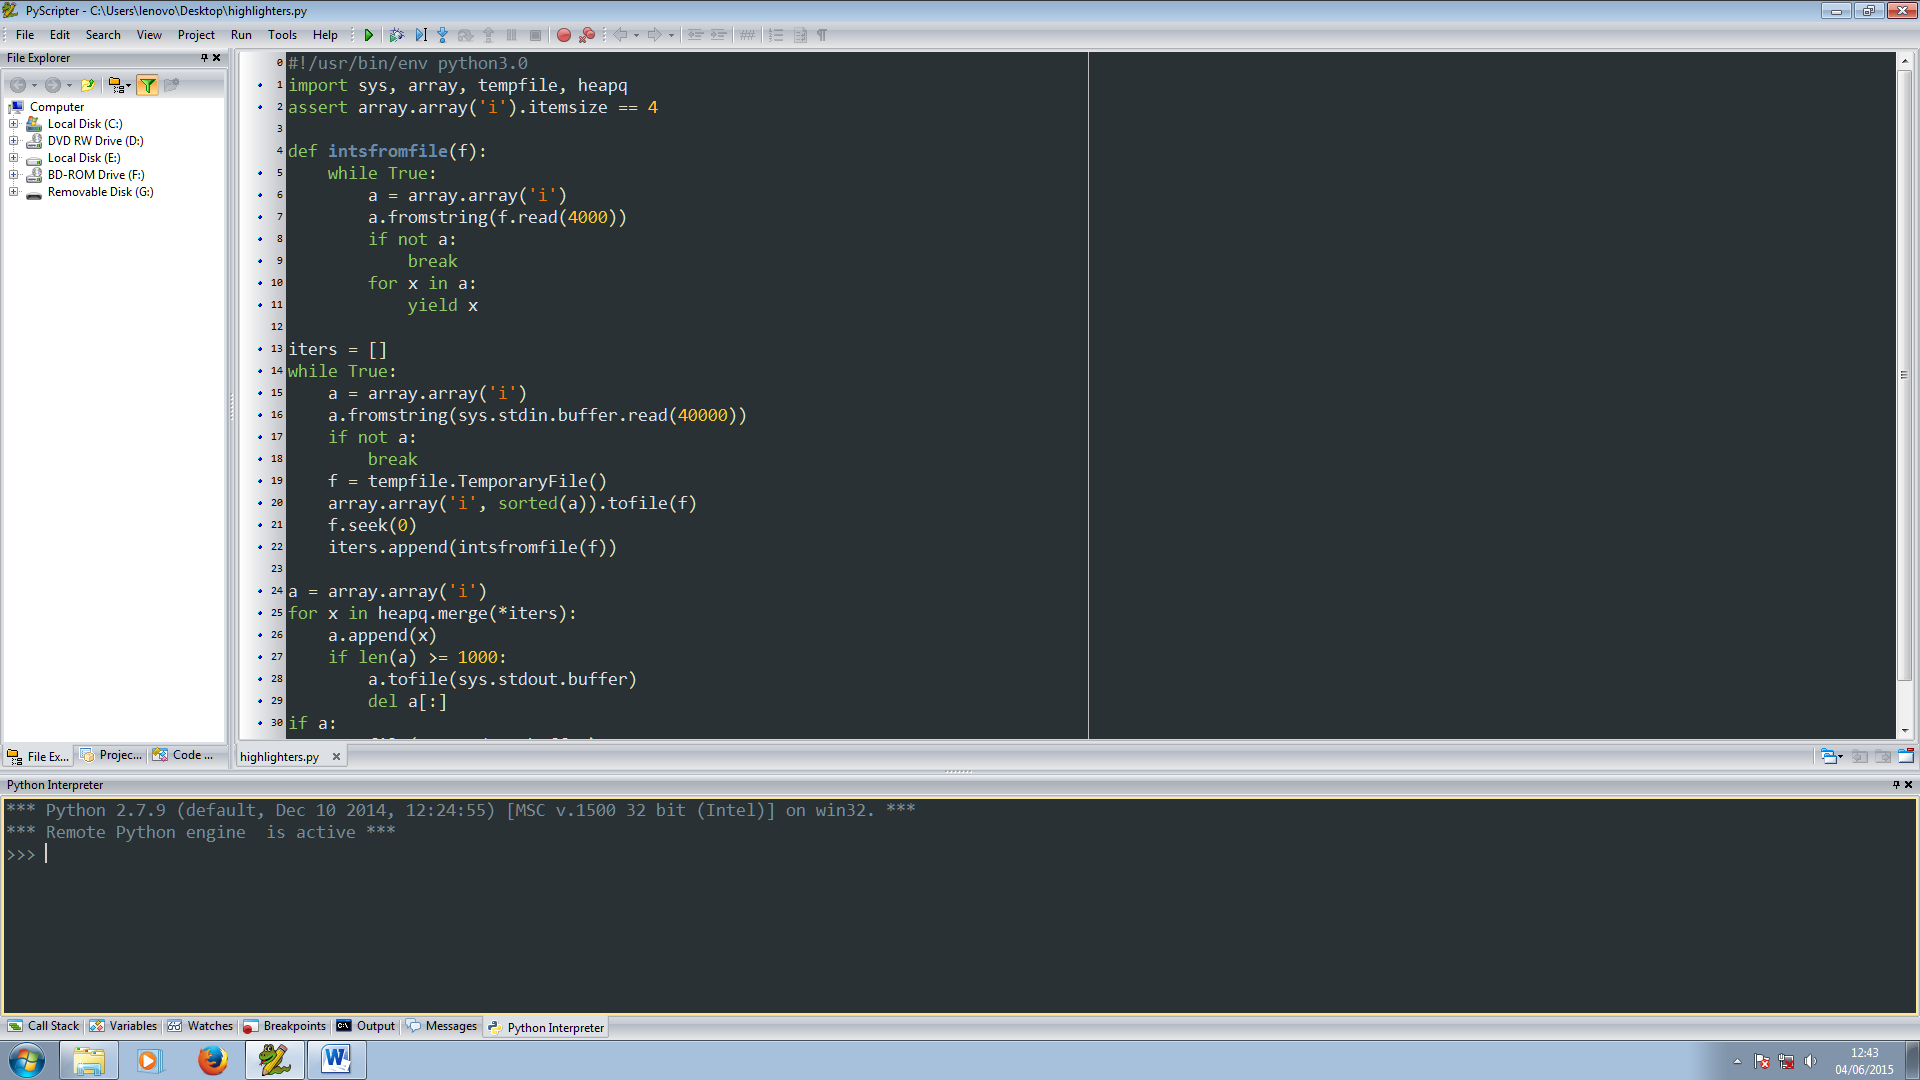 PyScripter - C:\Users\lenovo\Desktop\highlighters.py
File Edit Search View Project Run Tools Help
File Explorer
Computer
Local Disk (C:)
DVD RW Drive (D:)
Local Disk (E:)
BD-ROM Drive (F:)
Removable Disk (G:)
File Ex... Projec... Code ...
0 #!/usr/bin/env python3.0
1 import sys, array, tempfile, heapq
2 assert array.array('i').itemsize == 4
3
4 def intsfromfile(f):
5     while True:
6         a = array.array('i')
7         a.fromstring(f.read(4000))
8         if not a:
9             break
10         for x in a:
11             yield x
12
13 iters = []
14 while True:
15     a = array.array('i')
16     a.fromstring(sys.stdin.buffer.read(40000))
17     if not a:
18         break
19     f = tempfile.TemporaryFile()
20     array.array('i', sorted(a)).tofile(f)
21     f.seek(0)
22     iters.append(intsfromfile(f))
23
24 a = array.array('i')
25 for x in heapq.merge(*iters):
26     a.append(x)
27     if len(a) >= 1000:
28         a.tofile(sys.stdout.buffer)
29         del a[:]
30 if a:
highlighters.py
Python Interpreter
*** Python 2.7.9 (default, Dec 10 2014, 12:24:55) [MSC v.1500 32 bit (Intel)] on win32. ***
*** Remote Python engine  is active ***
>>>
Call Stack Variables Watches Breakpoints Output Messages Python Interpreter
12:43
04/06/2015